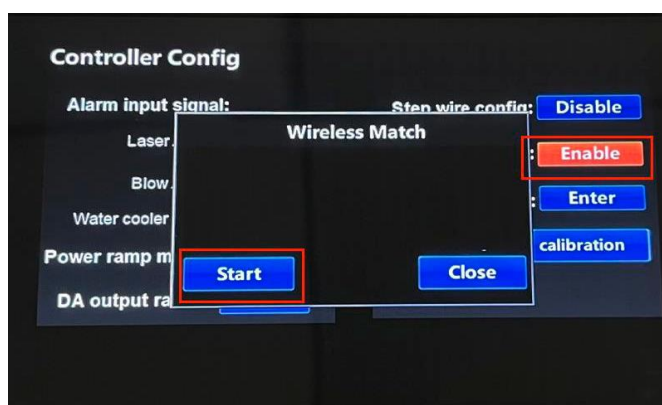 Controller Config
Alarm input signal:
Step wire config: Disable
Wireless Match
Laser
: Enable
Blow
: Enter
Water cooler
calibration
Power ramp m
Start
Close
DA output ra